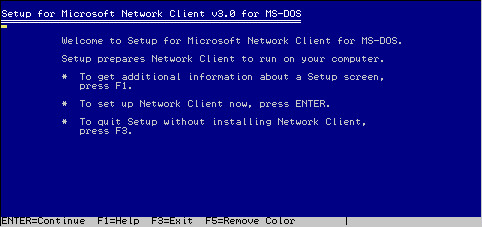 Setup for Microsoft Network Client v3.0 for MS-DOS
Welcome to Setup for Microsoft Network Client for MS-DOS.
Setup prepares Network Client to run on your computer.
* To get additional information about a Setup screen,
press F1.
* To set up Network Client now, press ENTER.
* To quit Setup without installing Network Client,
press F3.
ENTER=Continue F1=Help F3=Exit F5=Remove Color |